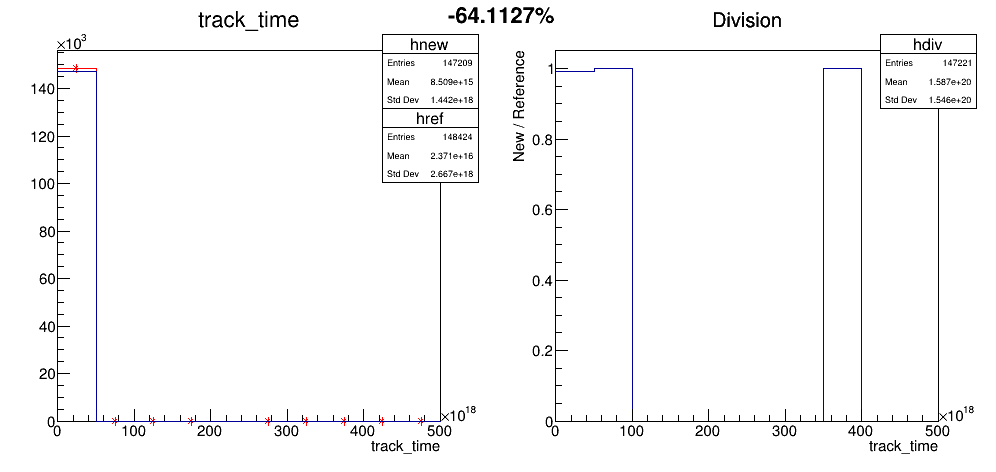 -64.1127%
track_time
×10³
hnew
Entries 147209
Mean 8.509e+15
Std Dev 1.442e+18
href
Entries 148424
Mean 2.371e+16
Std Dev 2.667e+18
140
120
100
80
60
40
20
0
0 100 200 300 400 500
×10¹⁸
track_time
Division
hdiv
Entries 147221
Mean 1.587e+20
Std Dev 1.546e+20
New / Reference
1
0.8
0.6
0.4
0.2
0
0 100 200 300 400 500
×10¹⁸
track_time